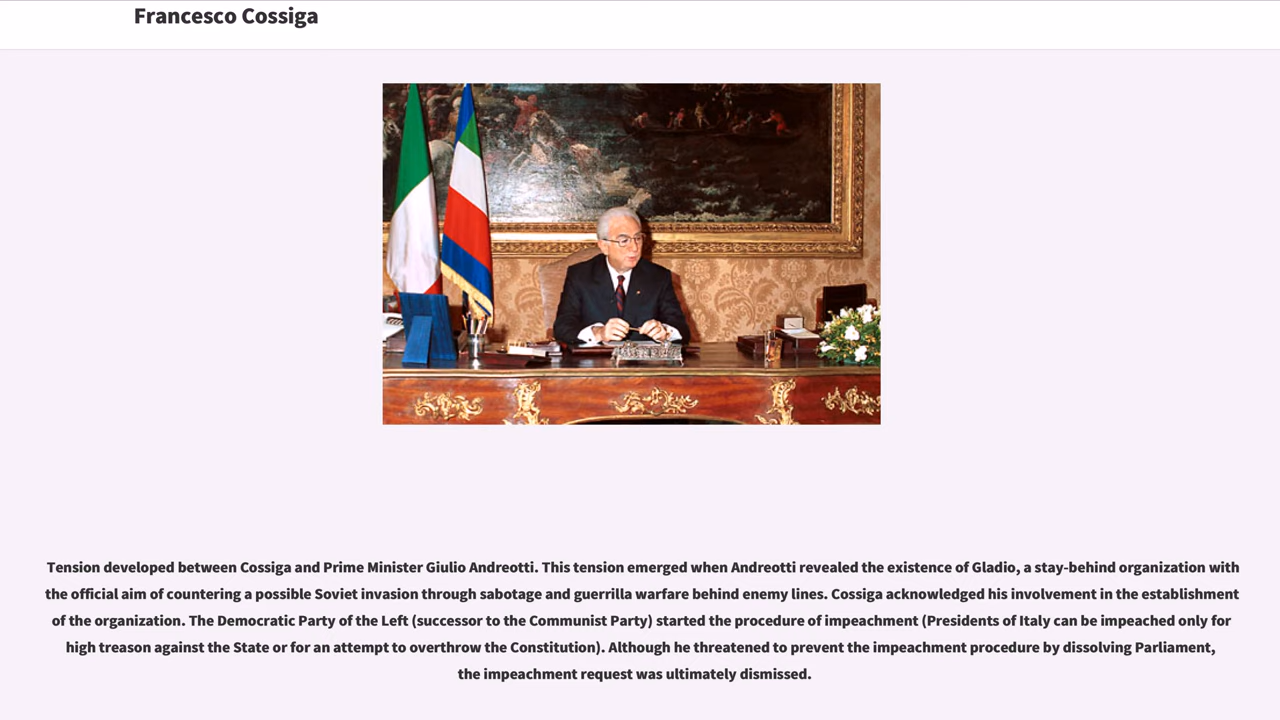 Francesco Cossiga
Tension developed between Cossiga and Prime Minister Giulio Andreotti. This tension emerged when Andreotti revealed the existence of Gladio, a stay-behind organization with
the official aim of countering a possible Soviet invasion through sabotage and guerrilla warfare behind enemy lines. Cossiga acknowledged his involvement in the establishment
of the organization. The Democratic Party of the Left (successor to the Communist Party) started the procedure of impeachment (Presidents of Italy can be impeached only for
high treason against the State or for an attempt to overthrow the Constitution). Although he threatened to prevent the impeachment procedure by dissolving Parliament,
the impeachment request was ultimately dismissed.